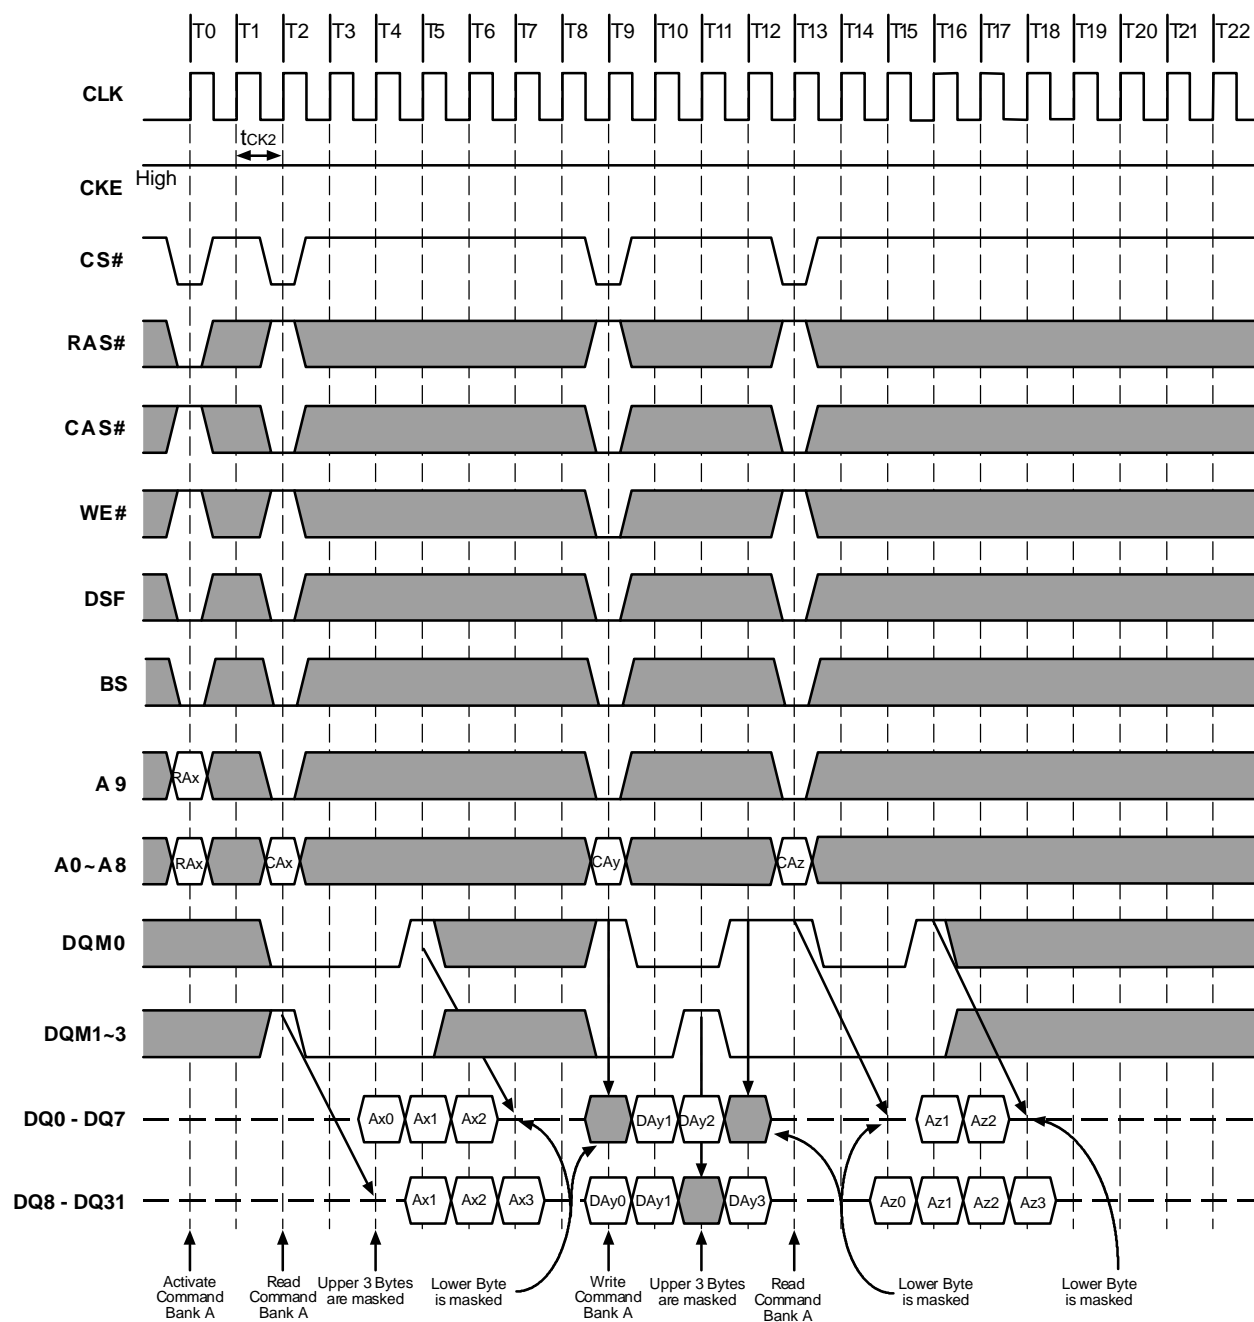 T0 T1 T2 T3 T4 T5 T6 T7 T8 T9 T10 T11 T12 T13 T14 T15 T16 T17 T18 T19 T20 T21 T22
CLK
tCK2
High
CKE
CS#
RAS#
CAS#
WE#
DSF
BS
A9 RAx
A0~A8 RAx CAx CAy CAz
DQM0
DQM1~3
DQ0 - DQ7 Ax0 Ax1 Ax2 DAy1 DAy2 Az1 Az2
DQ8 - DQ31 Ax1 Ax2 Ax3 DAy0 DAy1 DAy3 Az0 Az1 Az2 Az3
Activate
Command
Bank A
Read
Command
Bank A
Upper 3 Bytes
are masked
Lower Byte
is masked
Write
Command
Bank A
Upper 3 Bytes
are masked
Read
Command
Bank A
Lower Byte
is masked
Lower Byte
is masked